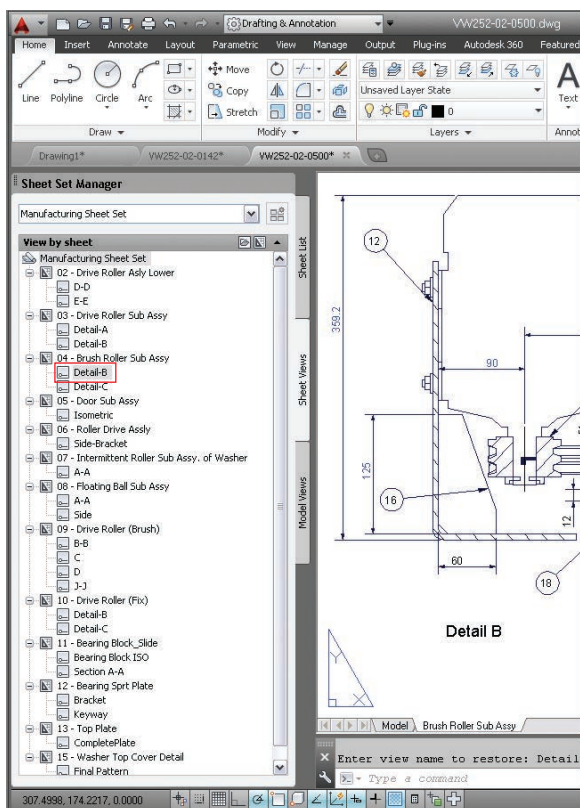 Drafting & Annotation
VW252-02-0500.dwg
Home Insert Annotate Layout Parametric View Manage Output Plug-ins Autodesk 360 Featured
Line Polyline Circle Arc
Move
Copy
Stretch
Unsaved Layer State
0
Text
Draw Modify Layers Annot
Drawing1* VW252-02-0142* VW252-02-0500*
Sheet Set Manager
Manufacturing Sheet Set
View by sheet
Manufacturing Sheet Set
02 - Drive Roller Asly Lower
D-D
E-E
03 - Drive Roller Sub Assy
Detail-A
Detail-B
04 - Brush Roller Sub Assy
Detail-B
Detail-C
05 - Door Sub Assy
Isometric
06 - Roller Drive Assly
Side-Bracket
07 - Intermittent Roller Sub Assy. of Washer
A-A
08 - Floating Ball Sub Assy
A-A
Side
09 - Drive Roller (Brush)
B-B
C
D
J-J
10 - Drive Roller (Fix)
Detail-B
Detail-C
11 - Bearing Block_Slide
Bearing Block ISO
Section A-A
12 - Bearing Sprt Plate
Bracket
Keyway
13 - Top Plate
CompletePlate
15 - Washer Top Cover Detail
Final Pattern
Sheet List
Sheet Views
Model Views
12
359.2
90
125
16
12
60
18
Detail B
Y
X
Model Brush Roller Sub Assy
Enter view name to restore: Detail
Type a command
307.4998, 174.2217, 0.0000